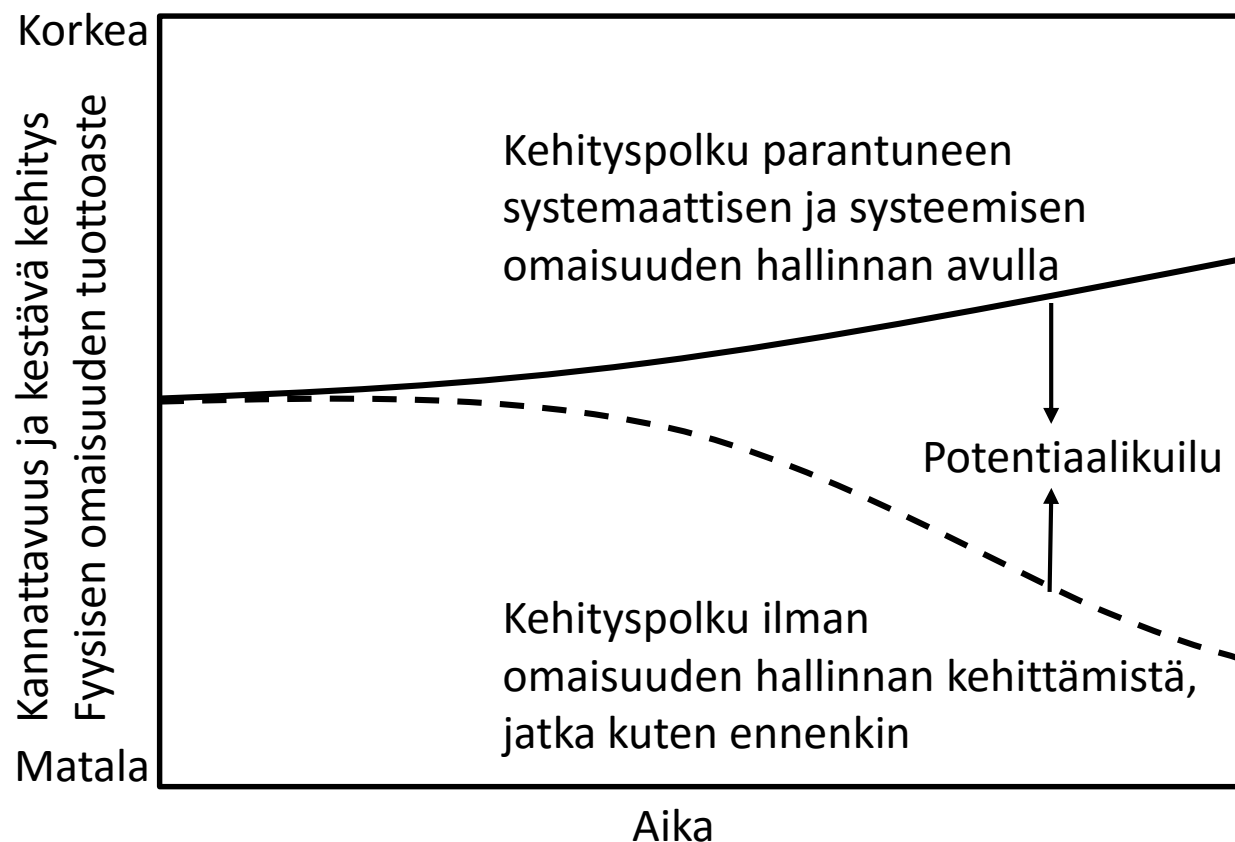 Korkea
Kannattavuus ja kestävä kehitys
Fyysisen omaisuuden tuottoaste
Matala
Kehityspolku parantuneen
systemaattisen ja systeemisen
omaisuuden hallinnan avulla
Potentiaalikuilu
Kehityspolku ilman
omaisuuden hallinnan kehittämistä,
jatka kuten ennenkin
Aika